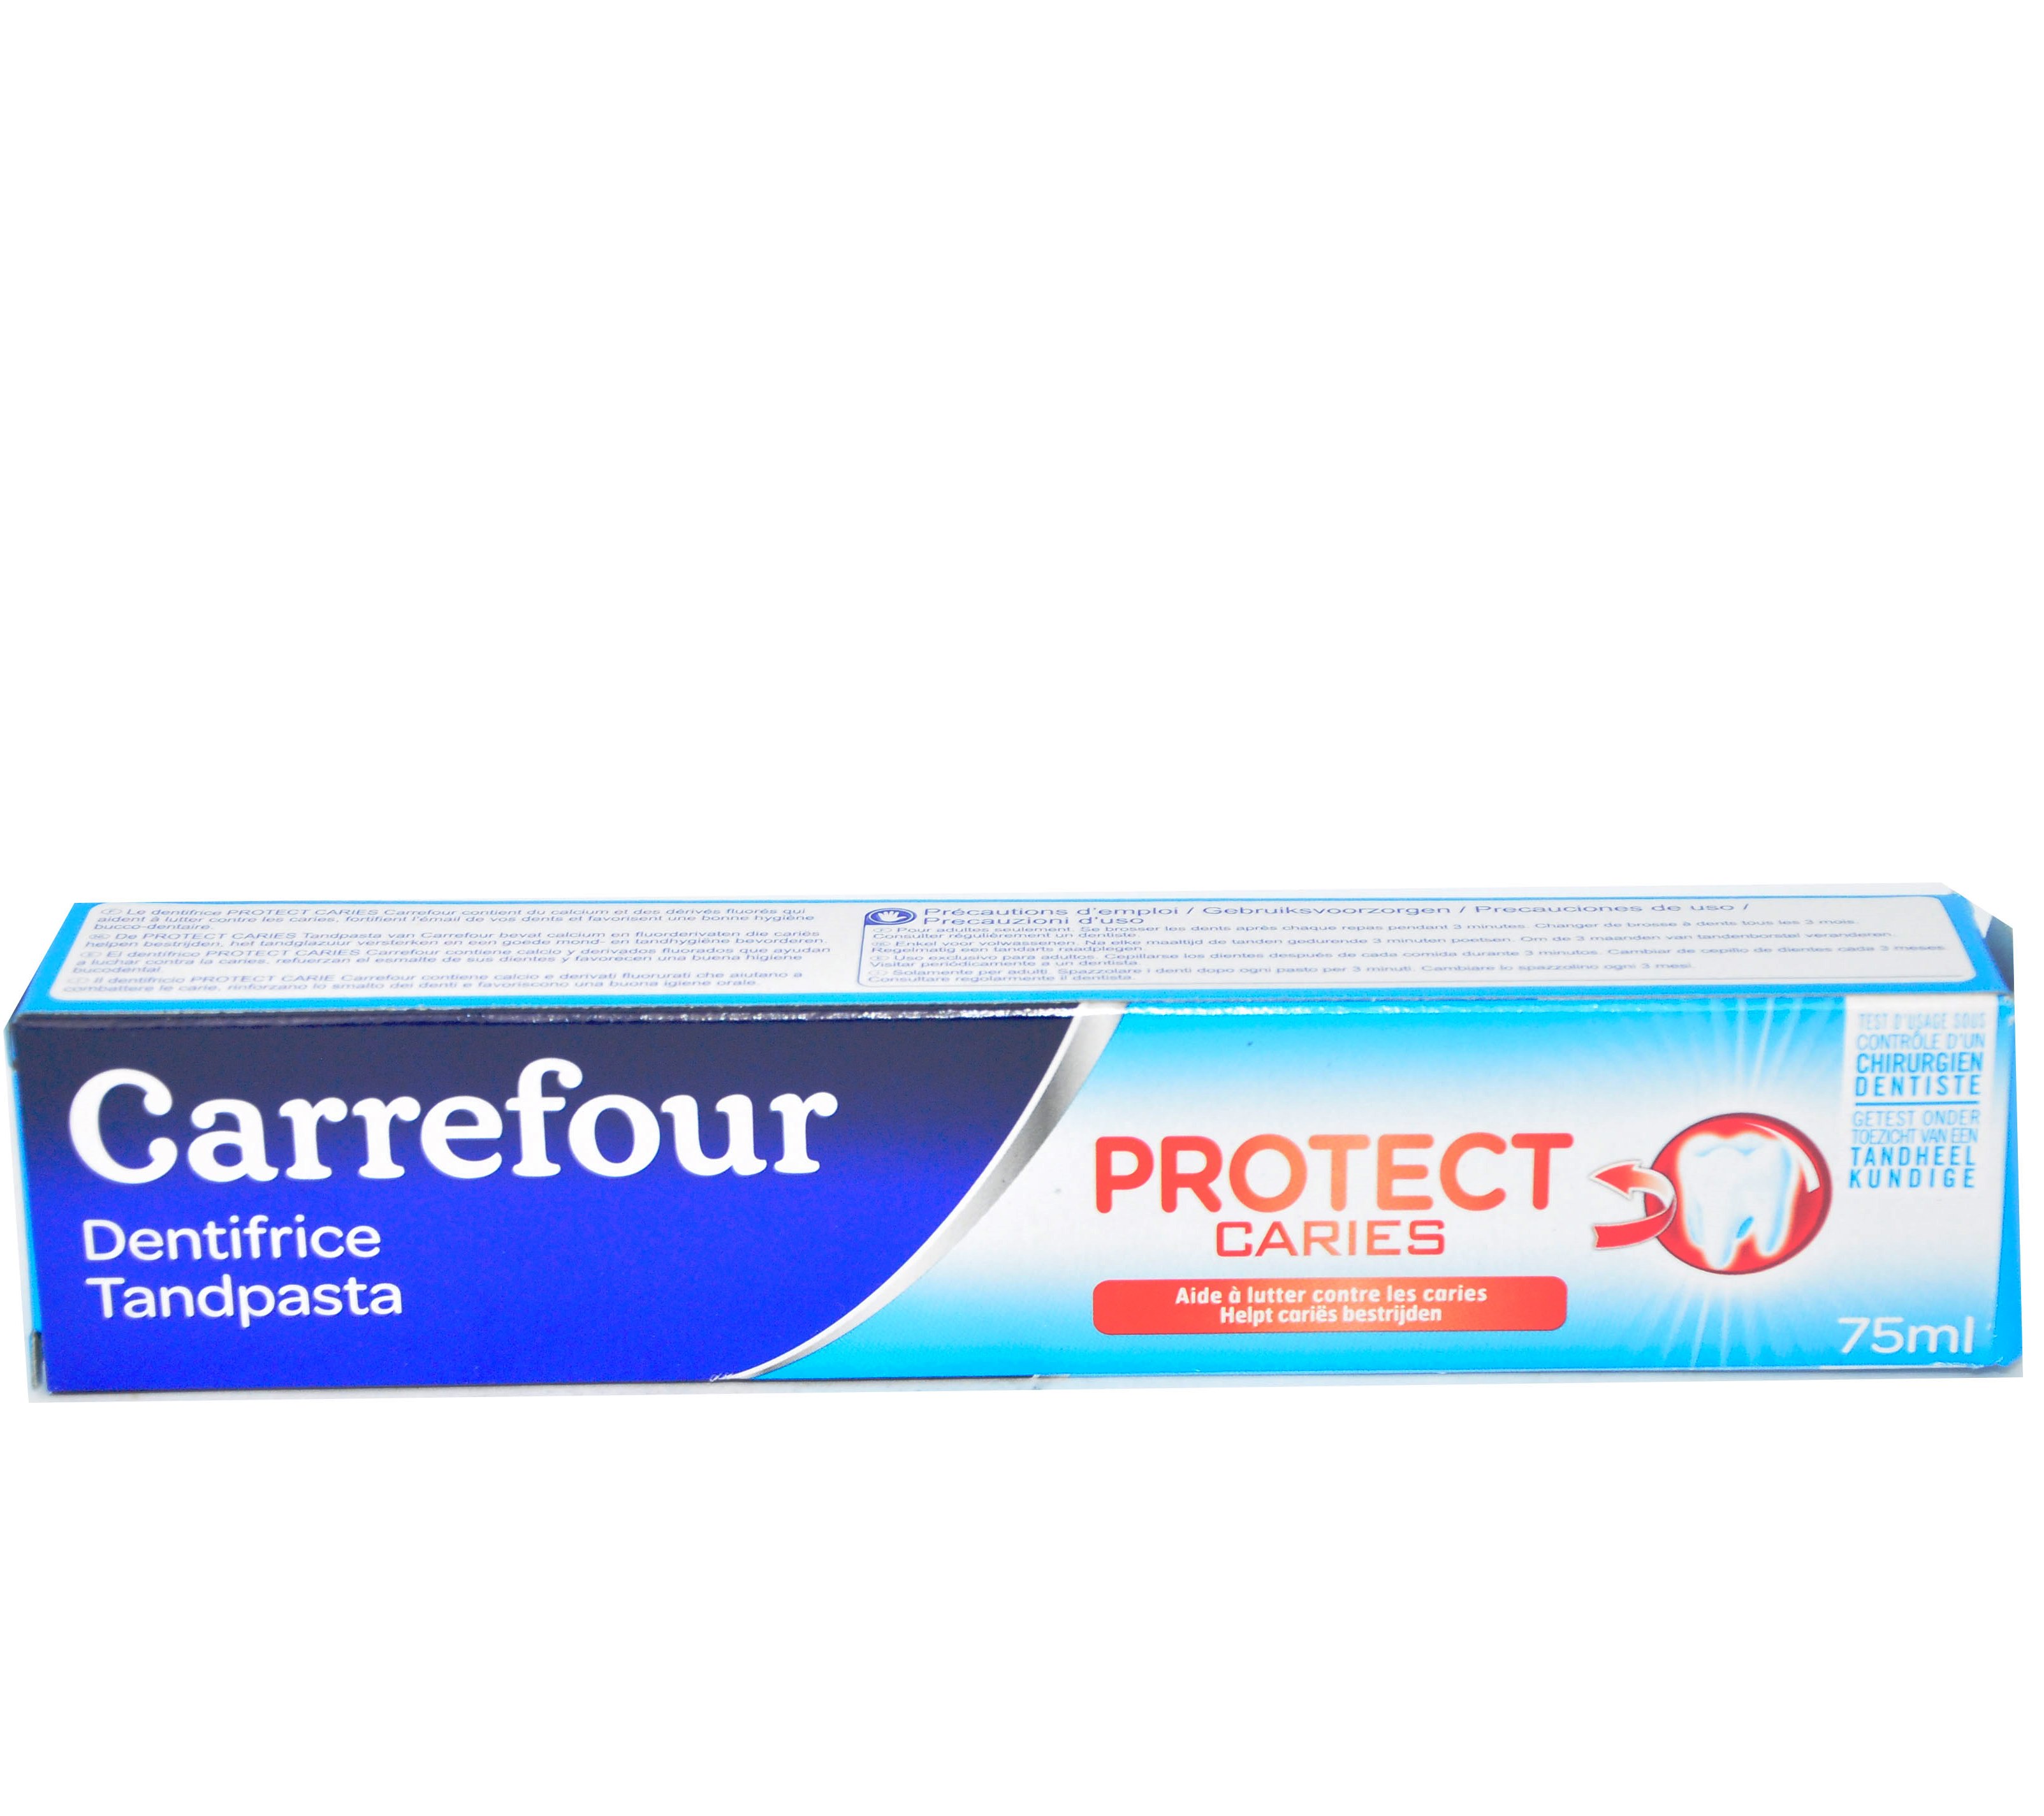 Le dentifrice PROTECT CARIES Carrefour contient du calcium et des dérivés fluorés qui
aident à lutter contre les caries, fortifient l'émail de vos dents et favorisent une bonne hygiène
bucco-dentaire.
De PROTECT CARIES Tandpasta van Carrefour bevat calcium en fluorderivaten die cariës
helpen bestrijden, het tandglazuur versterken en een goede mond- en tandhygiëne bevorderen.
El dentífrico PROTECT CARIES Carrefour contiene calcio y derivados fluorados que ayudan
a luchar contra la caries, refuerzan el esmalte de sus dientes y favorecen una buena higiene
bucodental.
Il dentifricio PROTECT CARIE Carrefour contiene calcio e derivati fluorurati che aiutano a
combattere le carie, rinforzano lo smalto dei denti e favoriscono una buona igiene orale.
Précautions d'emploi / Gebruiksvoorzorgen / Precauciones de uso /
Precauzioni d'uso
Pour adultes seulement. Se brosser les dents après chaque repas pendant 3 minutes. Changer de brosse à dents tous les 3 mois.
Consulter régulièrement un dentiste.
Enkel voor volwassenen. Na elke maaltijd de tanden gedurende 3 minuten poetsen. Om de 3 maanden van tandenborstel veranderen.
Regelmatig een tandarts raadplegen.
Uso exclusivo para adultos. Cepillarse los dientes después de cada comida durante 3 minutos. Cambiar de cepillo de dientes cada 3 meses.
Visitar periódicamente a un dentista.
Solamente per adulti. Spazzolare i denti dopo ogni pasto per 3 minuti. Cambiare lo spazzolino ogni 3 mesi.
Consultare regolarmente il dentista.
Carrefour
Dentifrice
Tandpasta
PROTECT
CARIES
Aide à lutter contre les caries
Helpt cariës bestrijden
TEST D'USAGE SOUS
CONTRÔLE D'UN
CHIRURGIEN
DENTISTE
GETEST ONDER
TOEZICHT VAN EEN
TANDHEEL
KUNDIGE
75ml